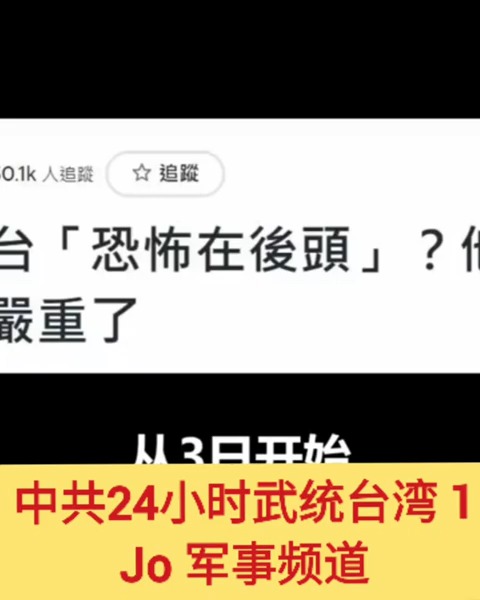 0.1k 人追蹤 ☆ 追蹤
台「恐怖在後頭」？他
嚴重了
从3日开始
中共24小时武统台湾 1
Jo 军事频道